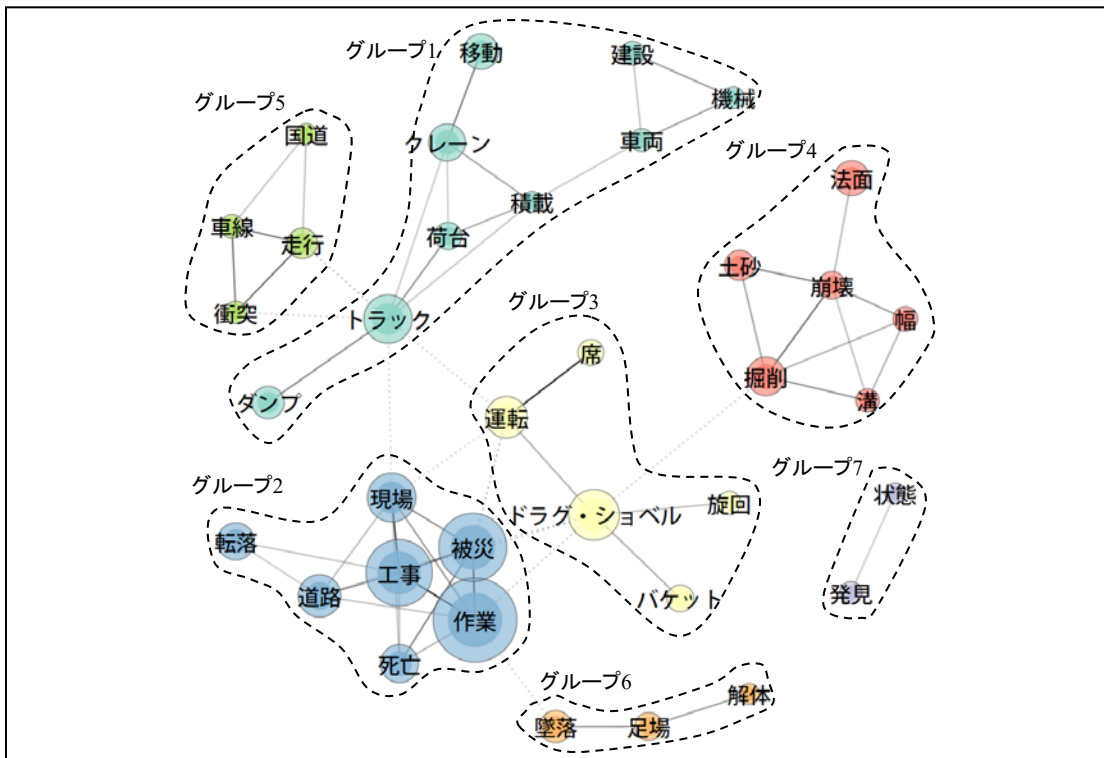 グループ1
移動
建設
機械
グループ5
国道
クレーン
車両
グループ4
法面
車線
走行
積載
荷台
土砂
崩壊
衝突
トラック
グループ3
幅
席
掘削
溝
ダンプ
運転
グループ2
現場
グループ7
状態
転落
被災
ドラグ・ショベル
旋回
工事
道路
作業
バケット
発見
死亡
グループ6
解体
墜落
足場